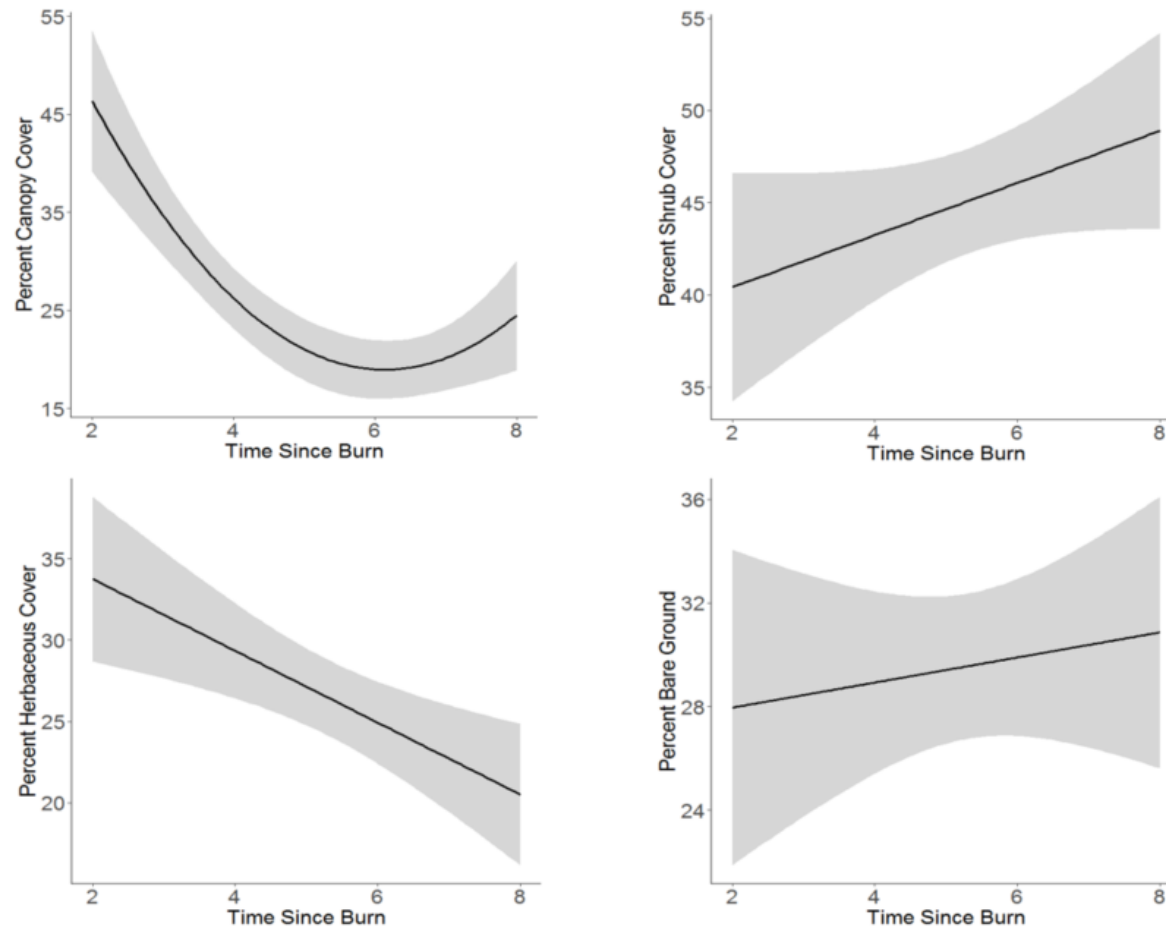 Percent Canopy Cover
55
45
35
25
15
2 4 6 8
Time Since Burn
Percent Shrub Cover
55
50
45
40
35
2 4 6 8
Time Since Burn
Percent Herbaceous Cover
35
30
25
20
2 4 6 8
Time Since Burn
Percent Bare Ground
36
32
28
24
2 4 6 8
Time Since Burn